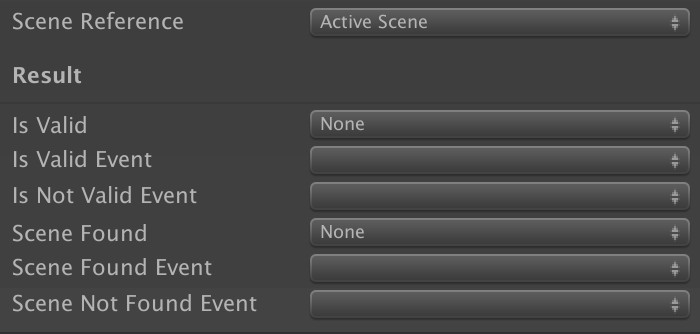 Scene Reference Active Scene
Result
Is Valid None
Is Valid Event
Is Not Valid Event
Scene Found None
Scene Found Event
Scene Not Found Event